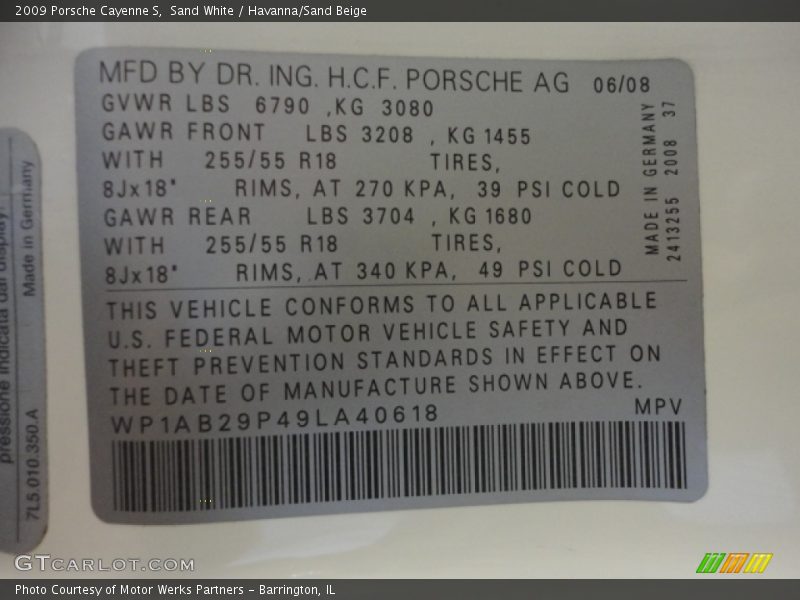 2009 Porsche Cayenne S,  Sand White / Havanna/Sand Beige
MFD BY DR. ING. H.C.F. PORSCHE AG 06/08
GVWR LBS 6790 ,KG 3080
GAWR FRONT LBS 3208 , KG 1455
WITH 255/55 R18 TIRES,
8Jx18" RIMS, AT 270 KPA, 39 PSI COLD
GAWR REAR LBS 3704 , KG 1680
WITH 255/55 R18 TIRES,
8Jx18" RIMS, AT 340 KPA, 49 PSI COLD
MADE IN GERMANY
2413255 2008 37
THIS VEHICLE CONFORMS TO ALL APPLICABLE
U.S. FEDERAL MOTOR VEHICLE SAFETY AND
THEFT PREVENTION STANDARDS IN EFFECT ON
THE DATE OF MANUFACTURE SHOWN ABOVE.
WP1AB29P49LA40618 MPV
pressione indicata dal display.
Made in Germany
7L5.010.350.A
GTCARLOT.COM
Photo Courtesy of Motor Werks Partners - Barrington, IL